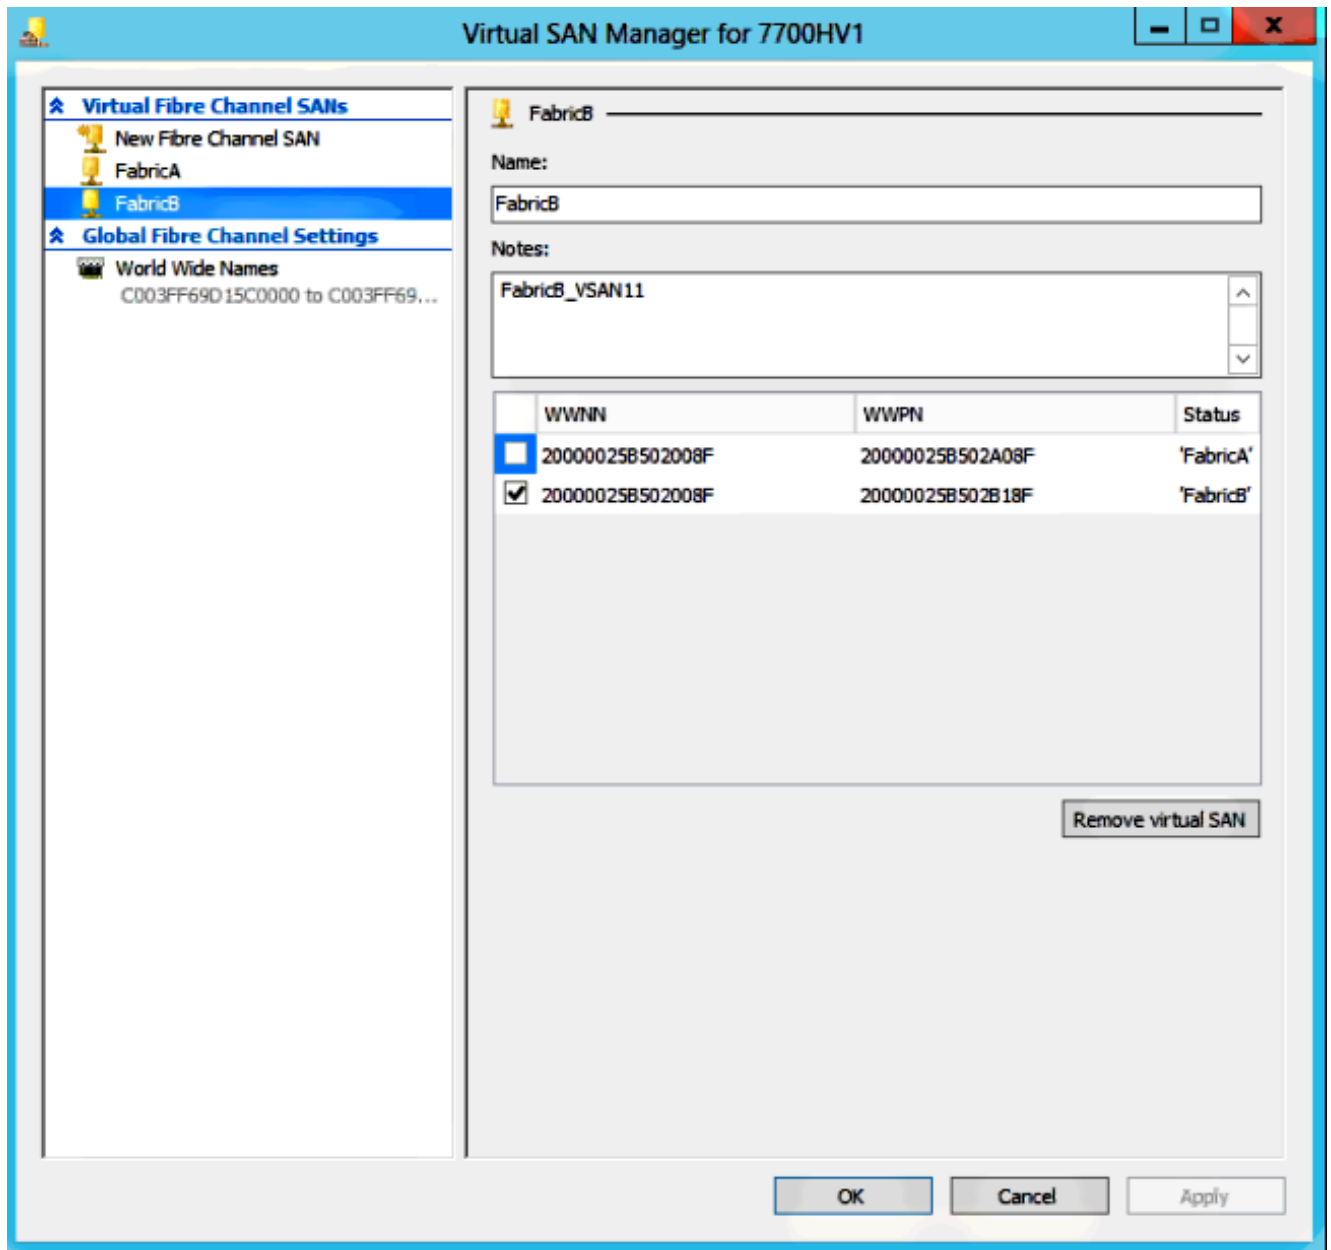 Virtual SAN Manager for 7700HV1
Virtual Fibre Channel SANs
New Fibre Channel SAN
FabricA
FabricB
Global Fibre Channel Settings
World Wide Names
C003FF69D15C0000 to C003FF69...
FabricB
Name:
FabricB
Notes:
FabricB_VSAN11
WWNN WWPN Status
20000025B502008F 20000025B502A08F 'FabricA'
20000025B502008F 20000025B502B18F 'FabricB'
Remove virtual SAN
OK Cancel Apply